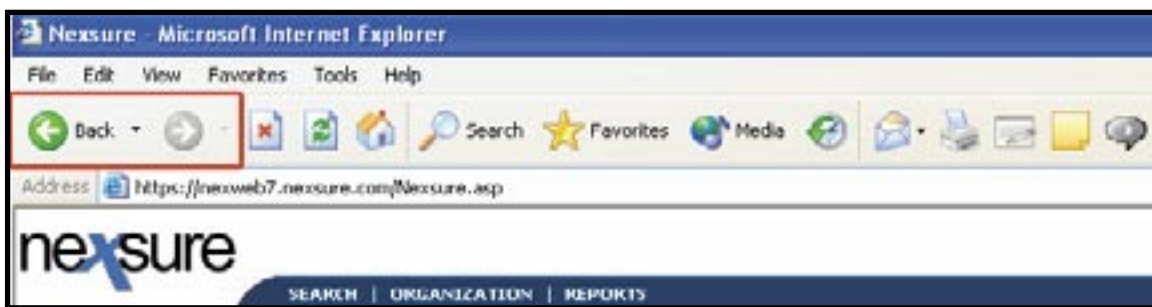 Nexsure - Microsoft Internet Explorer
File Edit View Favorites Tools Help
Back Search Favorites Media
Address https://nexweb7.nexsure.com/Nexsure.asp
nexsure
SEARCH | ORGANIZATION | REPORTS